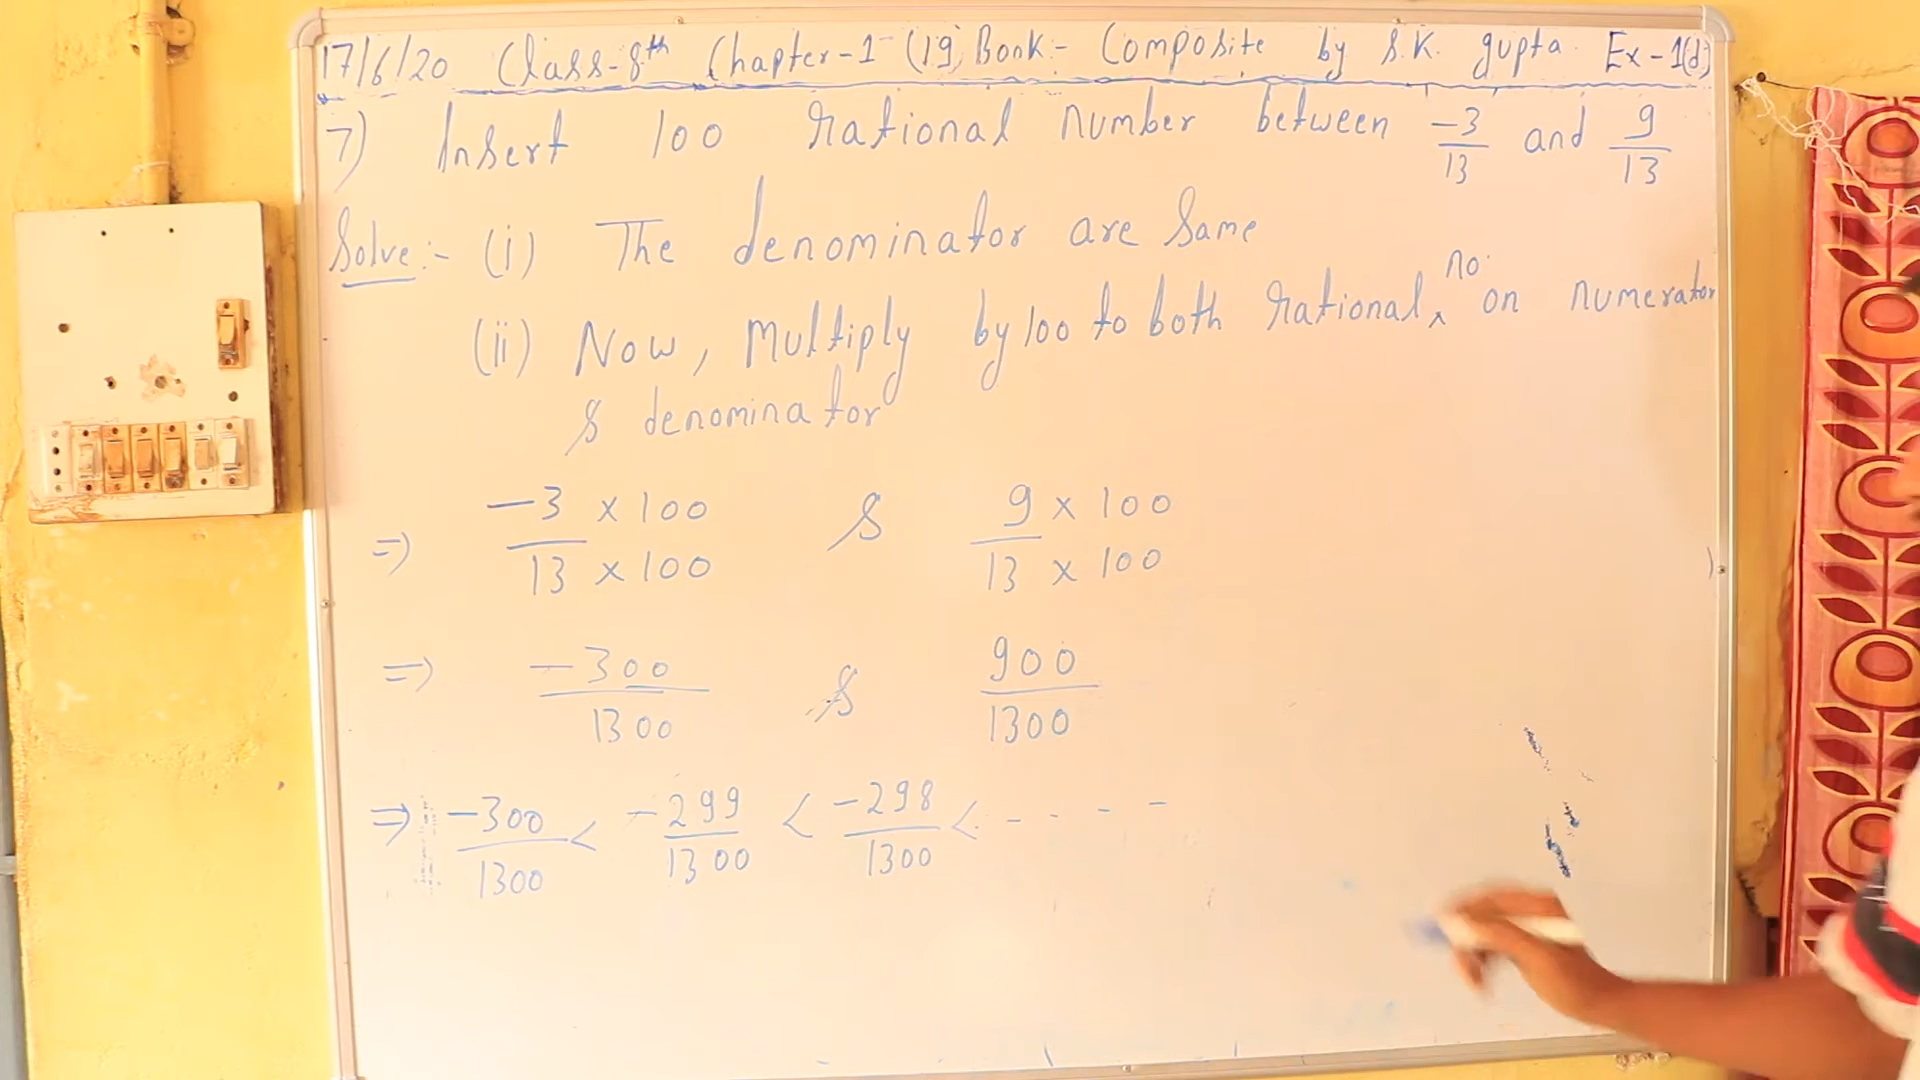 17/6/20 Class-8th Chapter-1 (19) Book:- Composite by S.K. gupta. Ex-1(d)
7) Insert 100 rational number between -3/13 and 9/13
Solve:- (i) The denominator are same
(ii) Now, Multiply by 100 to both rational no. on numerator
& denominator
=> -3 x 100 / 13 x 100 & 9 x 100 / 13 x 100
=> -300/1300 & 900/1300
=> -300/1300 < -299/1300 < -298/1300 < - - - -